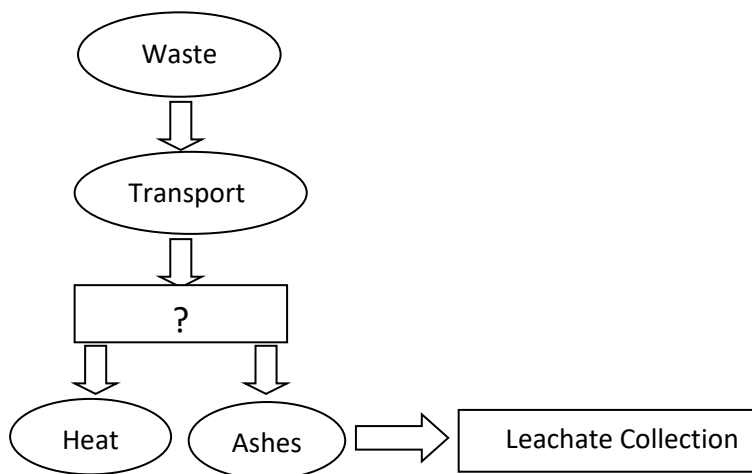 Waste
Transport
?
Heat
Ashes
Leachate Collection